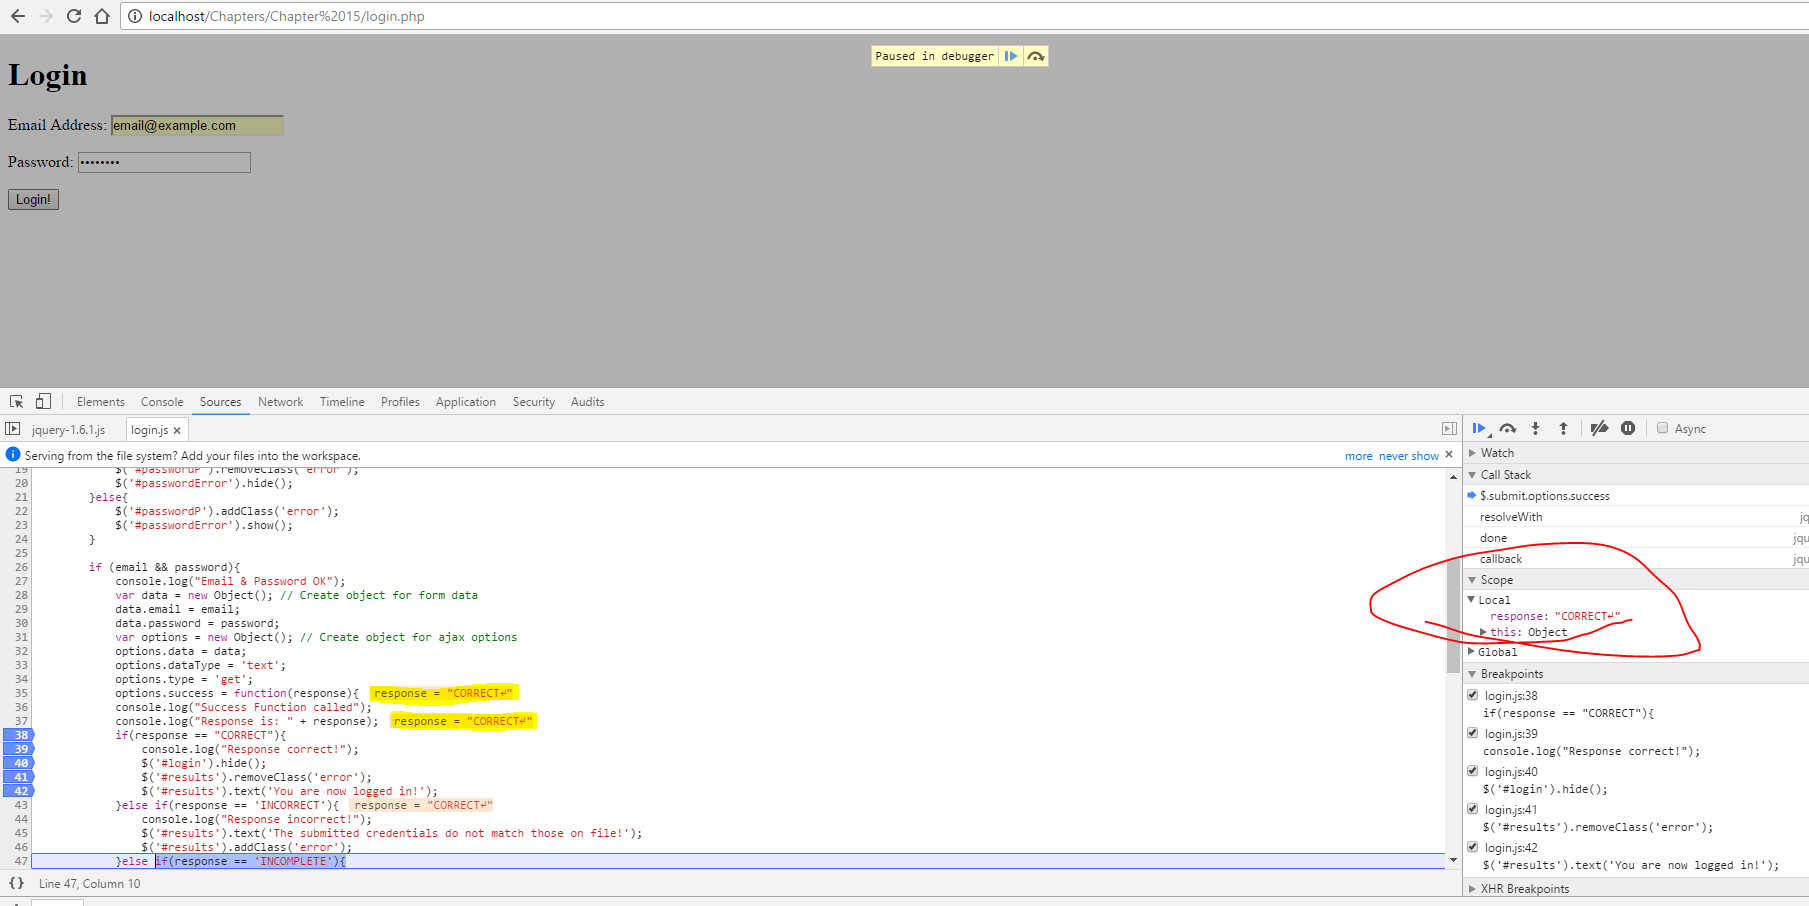 localhost/Chapters/Chapter%2015/login.php
Paused in debugger
Login
Email Address: email@example.com
Password: ••••••••
Login!
Elements Console Sources Network Timeline Profiles Application Security Audits
jquery-1.6.1.js login.js ×
Async
Serving from the file system? Add your files into the workspace. more never show ×
19 $('#passwordP').removeClass('error');
20 $('#passwordError').hide();
21 }else{
22 $('#passwordP').addClass('error');
23 $('#passwordError').show();
24 }
25
26 if (email && password){
27 console.log("Email & Password OK");
28 var data = new Object(); // Create object for form data
29 data.email = email;
30 data.password = password;
31 var options = new Object(); // Create object for ajax options
32 options.data = data;
33 options.dataType = 'text';
34 options.type = 'get';
35 options.success = function(response){ response = "CORRECT↵"
36 console.log("Success Function called");
37 console.log("Response is: " + response); response = "CORRECT↵"
38 if(response == "CORRECT"){
39 console.log("Response correct!");
40 $('#login').hide();
41 $('#results').removeClass('error');
42 $('#results').text('You are now logged in!');
43 }else if(response == 'INCORRECT'){ response = "CORRECT↵"
44 console.log("Response incorrect!");
45 $('#results').text('The submitted credentials do not match those on file!');
46 $('#results').addClass('error');
47 }else if(response == 'INCOMPLETE'){
{} Line 47, Column 10
Watch
Call Stack
$.submit.options.success
resolveWith jq
done jqu
callback jqu
Scope
Local
response: "CORRECT↵"
this: Object
Global
Breakpoints
login.js:38
if(response == "CORRECT"){
login.js:39
console.log("Response correct!");
login.js:40
$('#login').hide();
login.js:41
$('#results').removeClass('error');
login.js:42
$('#results').text('You are now logged in!');
XHR Breakpoints